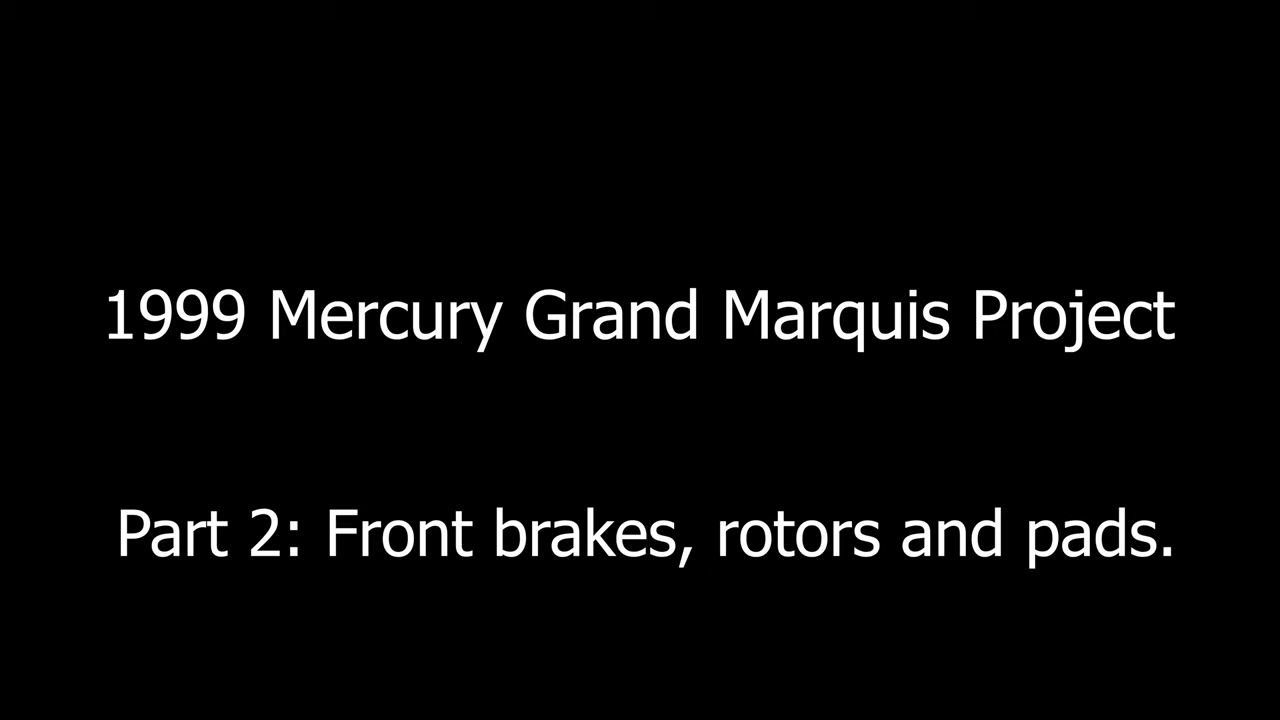 1999 Mercury Grand Marquis Project
Part 2: Front brakes, rotors and pads.